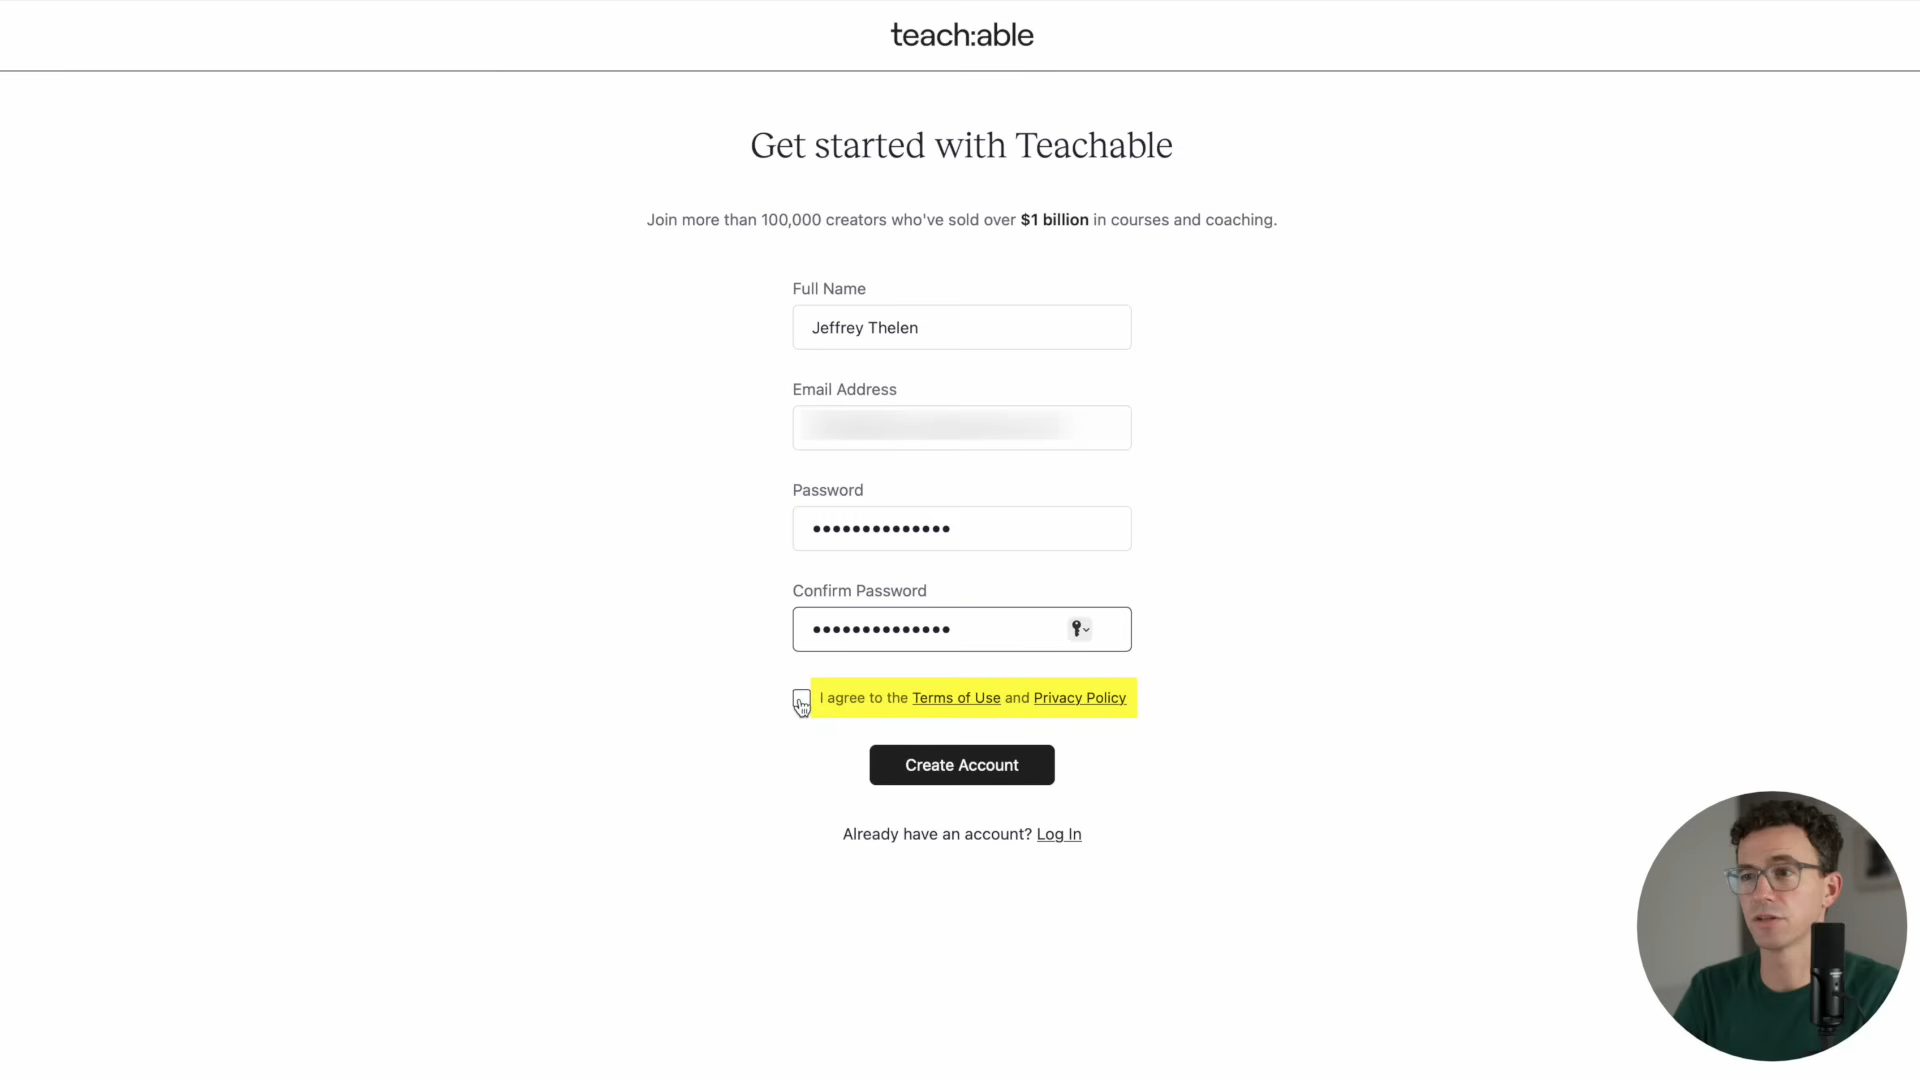 teach:able
Get started with Teachable
Join more than 100,000 creators who've sold over $1 billion in courses and coaching.
Full Name
Jeffrey Thelen
Email Address
Password
••••••••••••••
Confirm Password
••••••••••••••
I agree to the Terms of Use and Privacy Policy
Create Account
Already have an account? Log In